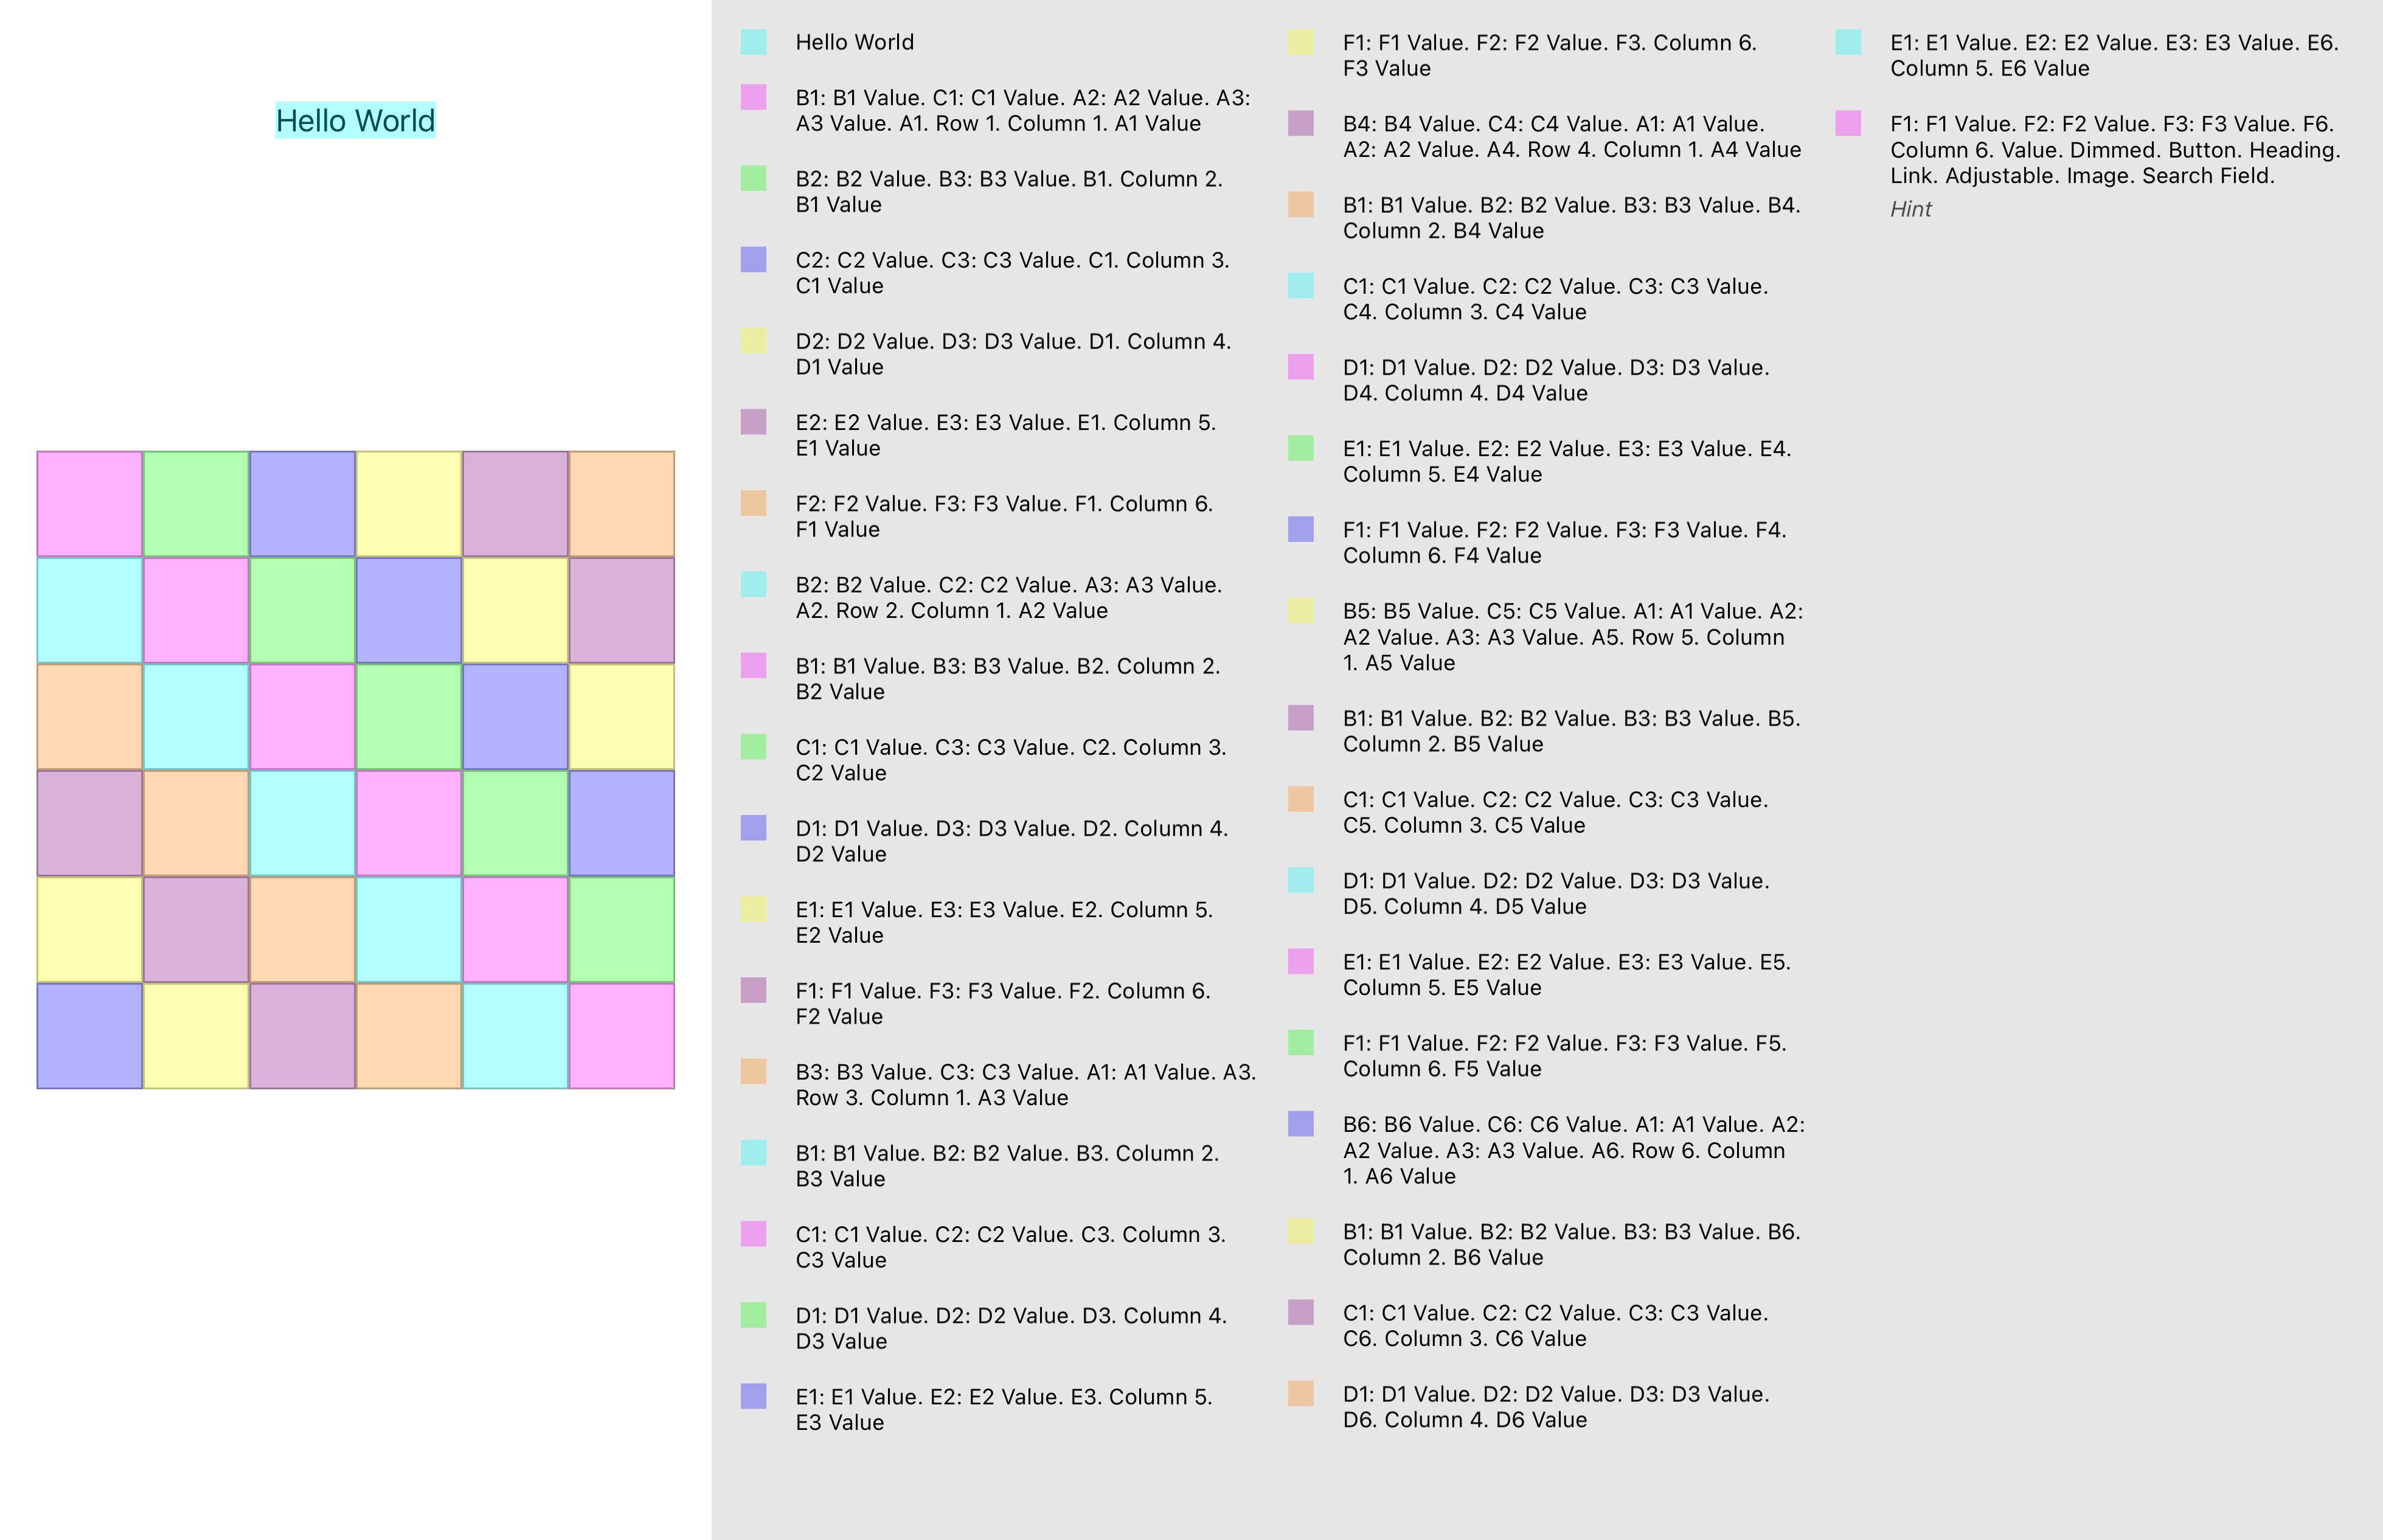 Hello World
Hello World
B1: B1 Value. C1: C1 Value. A2: A2 Value. A3:
A3 Value. A1. Row 1. Column 1. A1 Value
B2: B2 Value. B3: B3 Value. B1. Column 2.
B1 Value
C2: C2 Value. C3: C3 Value. C1. Column 3.
C1 Value
D2: D2 Value. D3: D3 Value. D1. Column 4.
D1 Value
E2: E2 Value. E3: E3 Value. E1. Column 5.
E1 Value
F2: F2 Value. F3: F3 Value. F1. Column 6.
F1 Value
B2: B2 Value. C2: C2 Value. A3: A3 Value.
A2. Row 2. Column 1. A2 Value
B1: B1 Value. B3: B3 Value. B2. Column 2.
B2 Value
C1: C1 Value. C3: C3 Value. C2. Column 3.
C2 Value
D1: D1 Value. D3: D3 Value. D2. Column 4.
D2 Value
E1: E1 Value. E3: E3 Value. E2. Column 5.
E2 Value
F1: F1 Value. F3: F3 Value. F2. Column 6.
F2 Value
B3: B3 Value. C3: C3 Value. A1: A1 Value. A3.
Row 3. Column 1. A3 Value
B1: B1 Value. B2: B2 Value. B3. Column 2.
B3 Value
C1: C1 Value. C2: C2 Value. C3. Column 3.
C3 Value
D1: D1 Value. D2: D2 Value. D3. Column 4.
D3 Value
E1: E1 Value. E2: E2 Value. E3. Column 5.
E3 Value
F1: F1 Value. F2: F2 Value. F3. Column 6.
F3 Value
B4: B4 Value. C4: C4 Value. A1: A1 Value.
A2: A2 Value. A4. Row 4. Column 1. A4 Value
B1: B1 Value. B2: B2 Value. B3: B3 Value. B4.
Column 2. B4 Value
C1: C1 Value. C2: C2 Value. C3: C3 Value.
C4. Column 3. C4 Value
D1: D1 Value. D2: D2 Value. D3: D3 Value.
D4. Column 4. D4 Value
E1: E1 Value. E2: E2 Value. E3: E3 Value. E4.
Column 5. E4 Value
F1: F1 Value. F2: F2 Value. F3: F3 Value. F4.
Column 6. F4 Value
B5: B5 Value. C5: C5 Value. A1: A1 Value. A2:
A2 Value. A3: A3 Value. A5. Row 5. Column
1. A5 Value
B1: B1 Value. B2: B2 Value. B3: B3 Value. B5.
Column 2. B5 Value
C1: C1 Value. C2: C2 Value. C3: C3 Value.
C5. Column 3. C5 Value
D1: D1 Value. D2: D2 Value. D3: D3 Value.
D5. Column 4. D5 Value
E1: E1 Value. E2: E2 Value. E3: E3 Value. E5.
Column 5. E5 Value
F1: F1 Value. F2: F2 Value. F3: F3 Value. F5.
Column 6. F5 Value
B6: B6 Value. C6: C6 Value. A1: A1 Value. A2:
A2 Value. A3: A3 Value. A6. Row 6. Column
1. A6 Value
B1: B1 Value. B2: B2 Value. B3: B3 Value. B6.
Column 2. B6 Value
C1: C1 Value. C2: C2 Value. C3: C3 Value.
C6. Column 3. C6 Value
D1: D1 Value. D2: D2 Value. D3: D3 Value.
D6. Column 4. D6 Value
E1: E1 Value. E2: E2 Value. E3: E3 Value. E6.
Column 5. E6 Value
F1: F1 Value. F2: F2 Value. F3: F3 Value. F6.
Column 6. Value. Dimmed. Button. Heading.
Link. Adjustable. Image. Search Field.
Hint